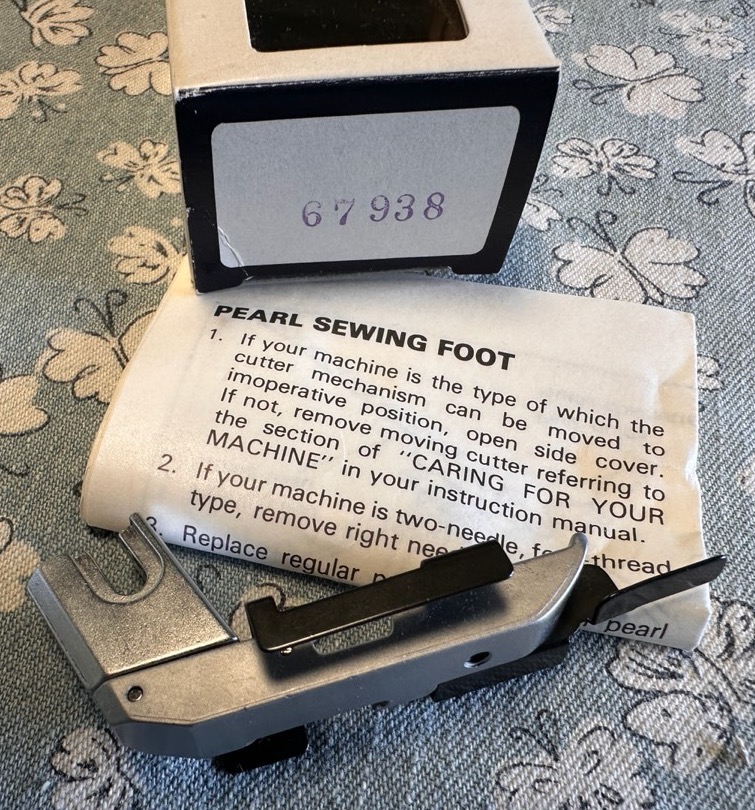 67938
PEARL SEWING FOOT
1. If your machine is the type of which the
cutter mechanism can be moved to
imoperative position, open side cover.
If not, remove moving cutter referring to
the section of "CARING FOR YOUR
MACHINE" in your instruction manual.
2. If your machine is two-needle, thread
type, remove right
3. Replace regular
pearl